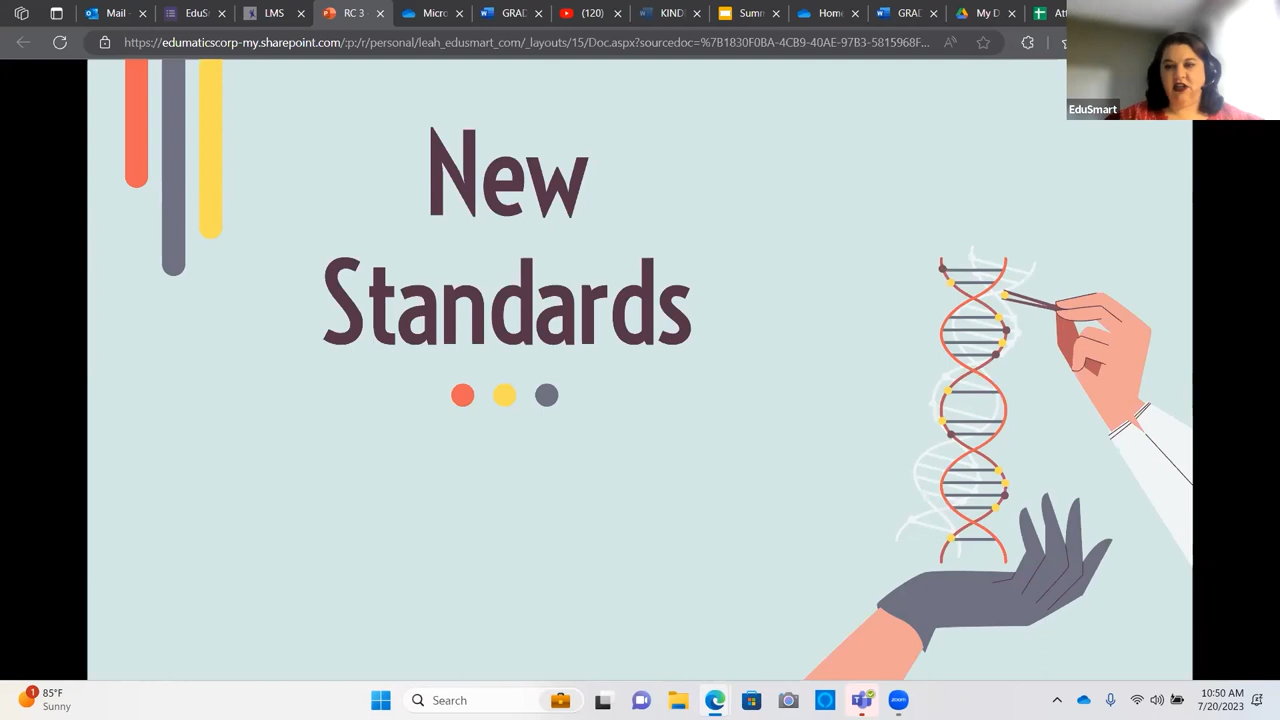 Mail -
EduS
LMS
RC 3
Micro
GRAD
(120)
KIND
Sum
Home
GRAD
My D
Att
https://edumaticscorp-my.sharepoint.com/:p:/r/personal/leah_edusmart_com/_layouts/15/Doc.aspx?sourcedoc=%7B1830F0BA-4CB9-40AE-97B3-5815968F...
EduSmart
New
Standards
1
85°F
Sunny
Search
10:50 AM
7/20/2023